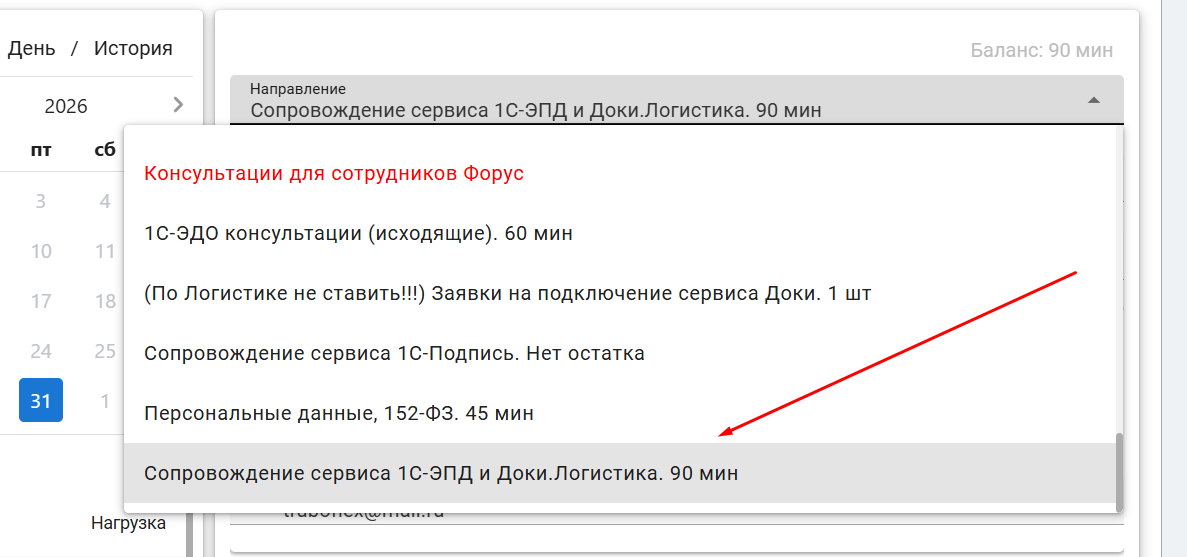 День / История
Баланс: 90 мин
Направление
Сопровождение сервиса 1С-ЭПД и Доки.Логистика. 90 мин
2026
пт сб
3 4
10 11
17 18
24 25
31 1
Консультации для сотрудников Форус
1С-ЭДО консультации (исходящие). 60 мин
(По Логистике не ставить!!!) Заявки на подключение сервиса Доки. 1 шт
Сопровождение сервиса 1С-Подпись. Нет остатка
Персональные данные, 152-ФЗ. 45 мин
Сопровождение сервиса 1С-ЭПД и Доки.Логистика. 90 мин
Нагрузка